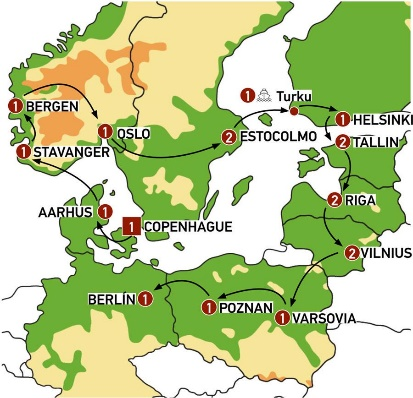 1 Turku
1 BERGEN
1 HELSINKI
1 OSLO
2 ESTOCOLMO
2 TALLIN
1 STAVANGER
2 RIGA
AARHUS 1
1 COPENHAGUE
2 VILNIUS
BERLÍN 1
1 POZNAN
1 VARSOVIA